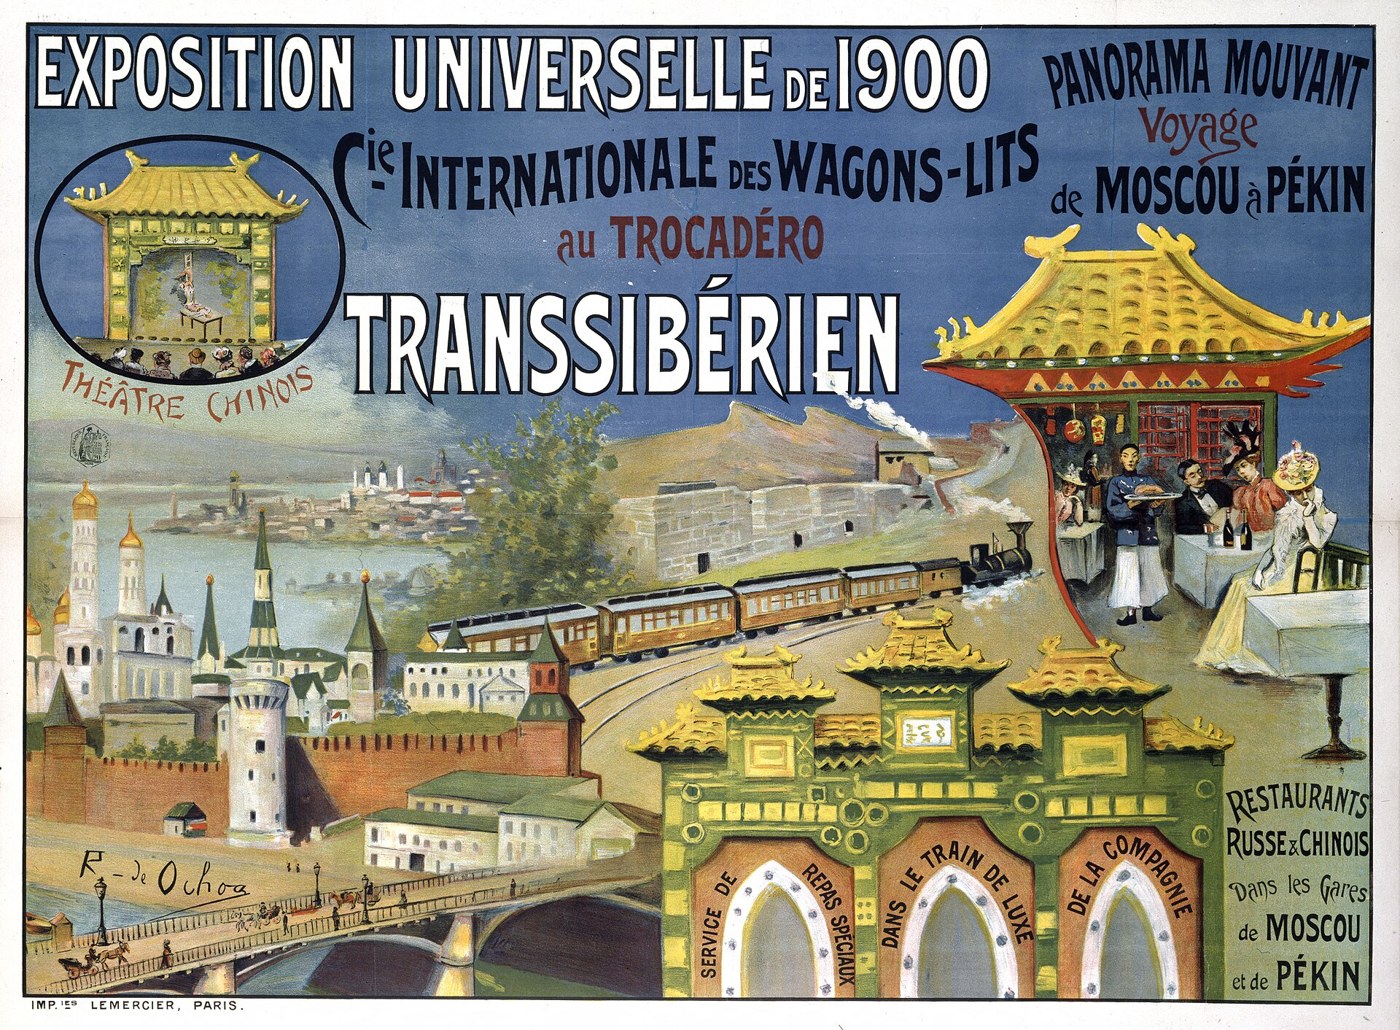 EXPOSITION UNIVERSELLE DE 1900
Cie INTERNATIONALE DES WAGONS-LITS
au TROCADÉRO
TRANSSIBÉRIEN
PANORAMA MOUVANT
Voyage
de MOSCOU à PÉKIN
THÉÂTRE CHINOIS
R. de Ochoa
SERVICE DE REPAS SPÉCIAUX
DANS LE TRAIN DE LUXE
DE LA COMPAGNIE
RESTAURANTS
RUSSE & CHINOIS
Dans les Gares
de MOSCOU
et de PÉKIN
IMP.IES LEMERCIER, PARIS.